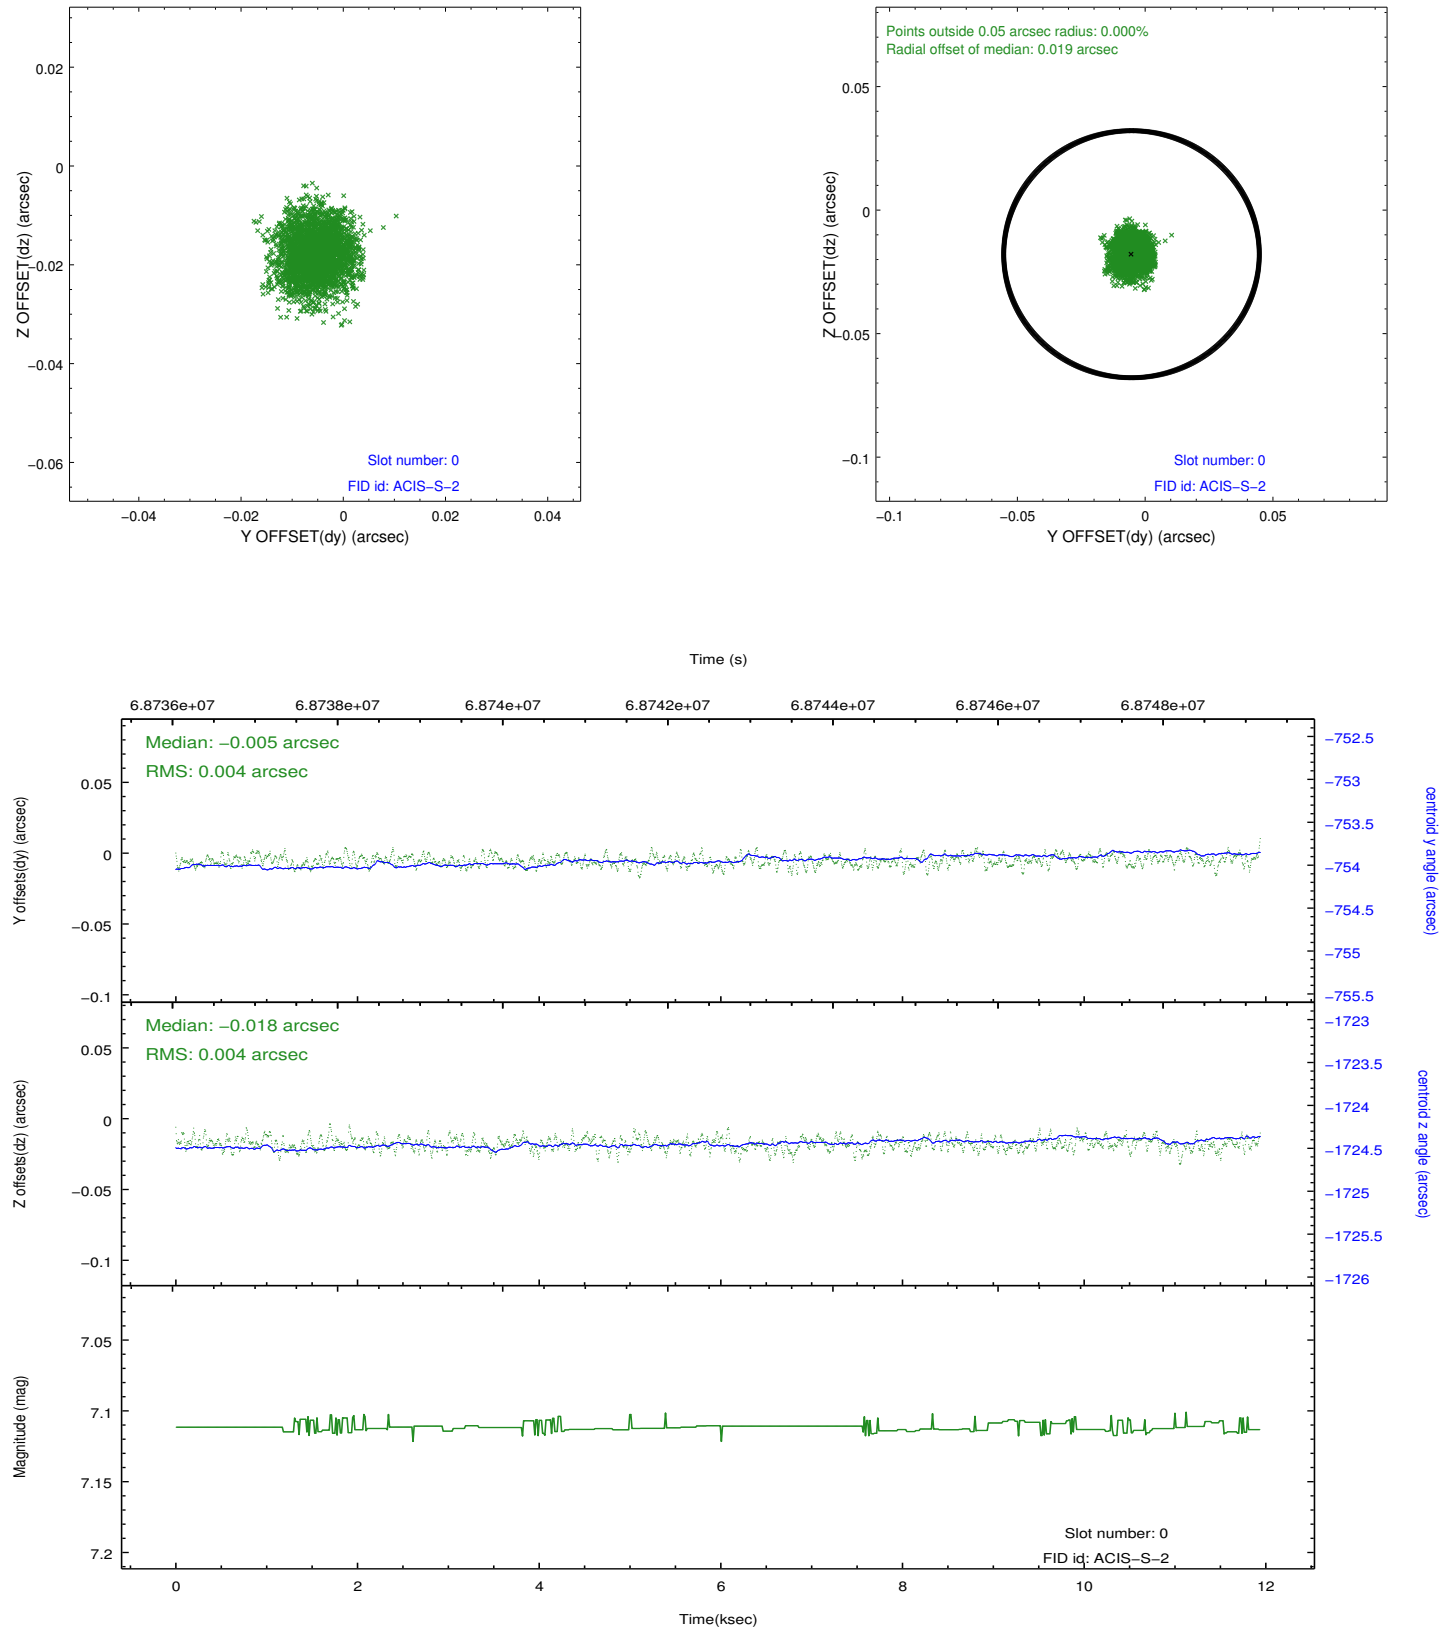 0.02
0
−0.02
−0.04
−0.06
Z OFFSET(dz) (arcsec)
Slot number: 0
FID id: ACIS−S−2
−0.04
−0.02
0
0.02
0.04
Y OFFSET(dy) (arcsec)
Points outside 0.05 arcsec radius: 0.000%
Radial offset of median: 0.019 arcsec
0.05
0
−0.05
−0.1
Z OFFSET(dz) (arcsec)
Slot number: 0
FID id: ACIS−S−2
−0.1
−0.05
0
0.05
Y OFFSET(dy) (arcsec)
Time (s)
6.8736e+07
6.8738e+07
6.874e+07
6.8742e+07
6.8744e+07
6.8746e+07
6.8748e+07
Median: −0.005 arcsec
RMS: 0.004 arcsec
0.05
0
−0.05
−0.1
Y offsets(dy) (arcsec)
−752.5
−753
−753.5
−754
−754.5
−755
−755.5
centroid y angle (arcsec)
Median: −0.018 arcsec
RMS: 0.004 arcsec
0.05
0
−0.05
−0.1
Z offsets(dz) (arcsec)
−1723
−1723.5
−1724
−1724.5
−1725
−1725.5
−1726
centroid z angle (arcsec)
7.05
7.1
7.15
7.2
Magnitude (mag)
Slot number: 0
FID id: ACIS−S−2
0
2
4
6
8
10
12
Time(ksec)